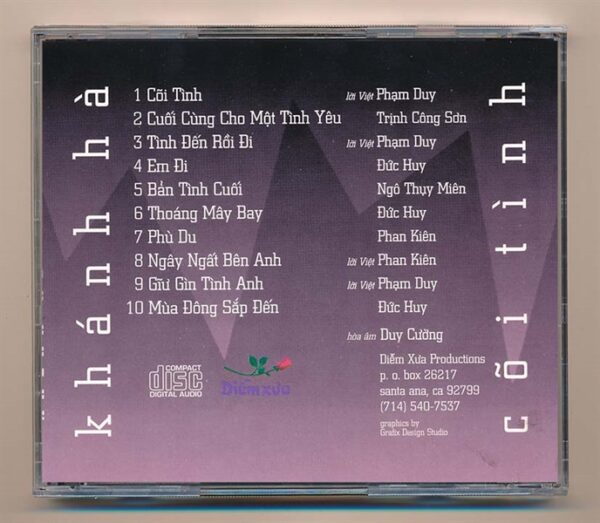 khánh hà
1 Cõi Tình lời Việt Phạm Duy
2 Cuối Cùng Cho Một Tình Yêu Trịnh Công Sơn
3 Tình Đến Rồi Đi lời Việt Phạm Duy
4 Em Đi Đức Huy
5 Bản Tình Cuối Ngô Thụy Miên
6 Thoáng Mây Bay Đức Huy
7 Phù Du Phan Kiên
8 Ngây Ngất Bên Anh lời Việt Phan Kiên
9 Giữ Gìn Tình Anh lời Việt Phạm Duy
10 Mùa Đông Sắp Đến Đức Huy
hòa âm Duy Cường
COMPACT
disc
DIGITAL AUDIO
Diễm xưa
Diễm Xưa Productions
p. o. box 26217
santa ana, ca 92799
(714) 540-7537
graphics by
Grafix Design Studio
cõi tình